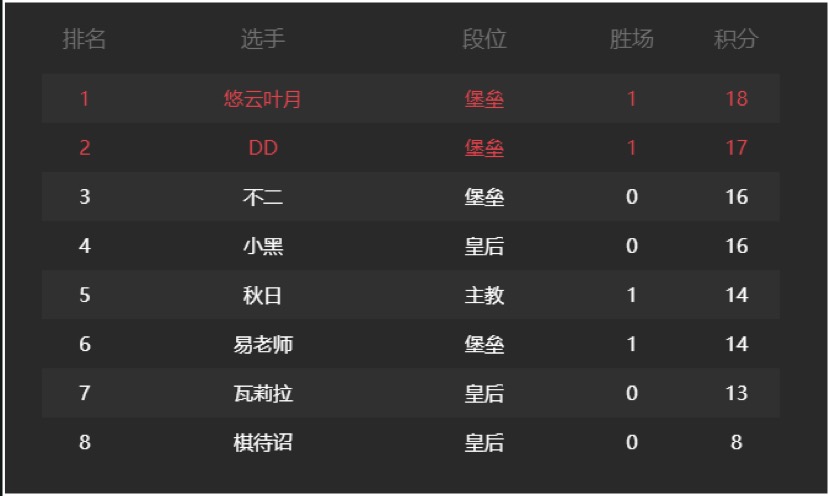 排名 选手 段位 胜场 积分
1 悠云叶月 堡垒 1 18
2 DD 堡垒 1 17
3 不二 堡垒 0 16
4 小黑 皇后 0 16
5 秋日 主教 1 14
6 易老师 堡垒 1 14
7 瓦莉拉 皇后 0 13
8 棋待诏 皇后 0 8